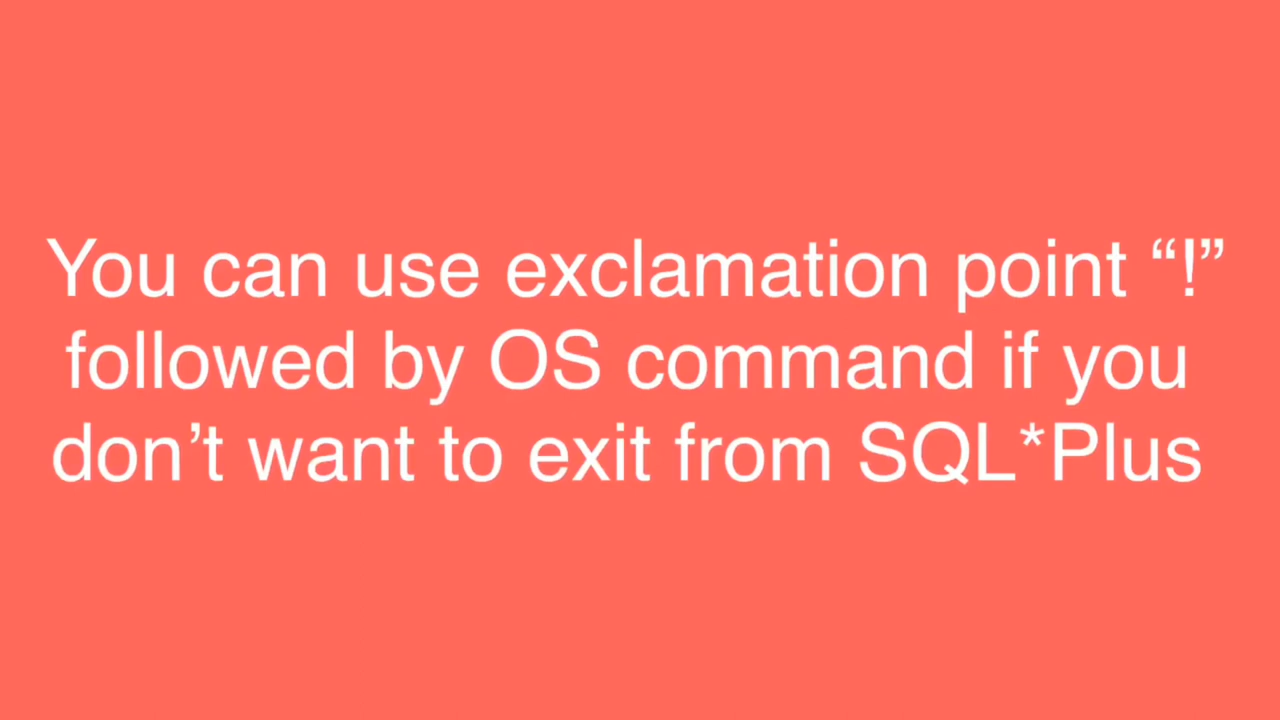 You can use exclamation point “!”
followed by OS command if you
don’t want to exit from SQL*Plus